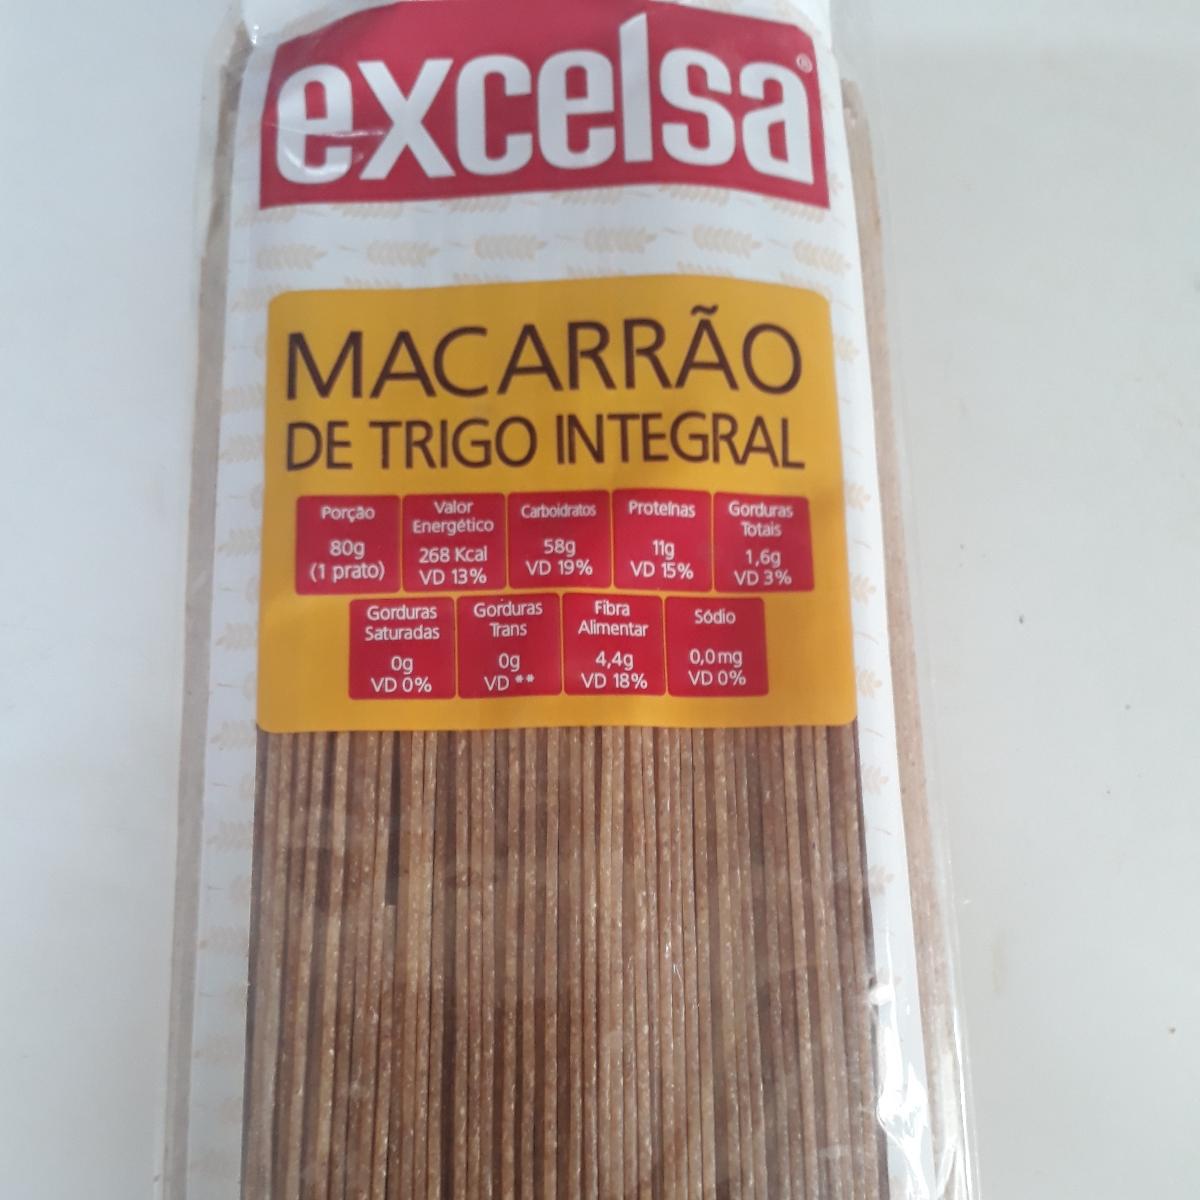 excelsa®
MACARRÃO
DE TRIGO INTEGRAL
Porção
80g
(1 prato)
Valor
Energético
268 Kcal
VD 13%
Carboidratos
58g
VD 19%
Proteínas
11g
VD 15%
Gorduras
Totais
1,6g
VD 3%
Gorduras
Saturadas
0g
VD 0%
Gorduras
Trans
0g
VD **
Fibra
Alimentar
4,4g
VD 18%
Sódio
0,0mg
VD 0%